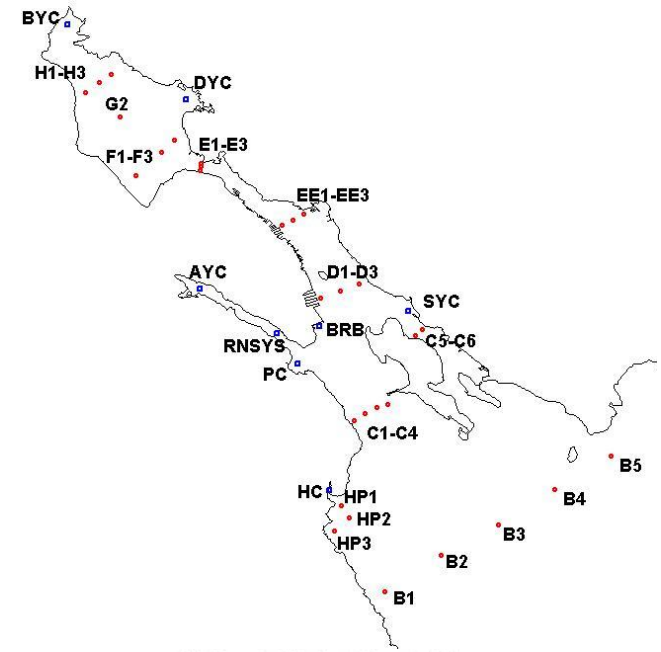 BYC
H1-H3
DYC
G2
E1-E3
F1-F3
EE1-EE3
AYC
D1-D3
SYC
BRB
RNSYS
C5-C6
PC
C1-C4
B5
HC
HP1
B4
HP2
B3
HP3
B2
B1